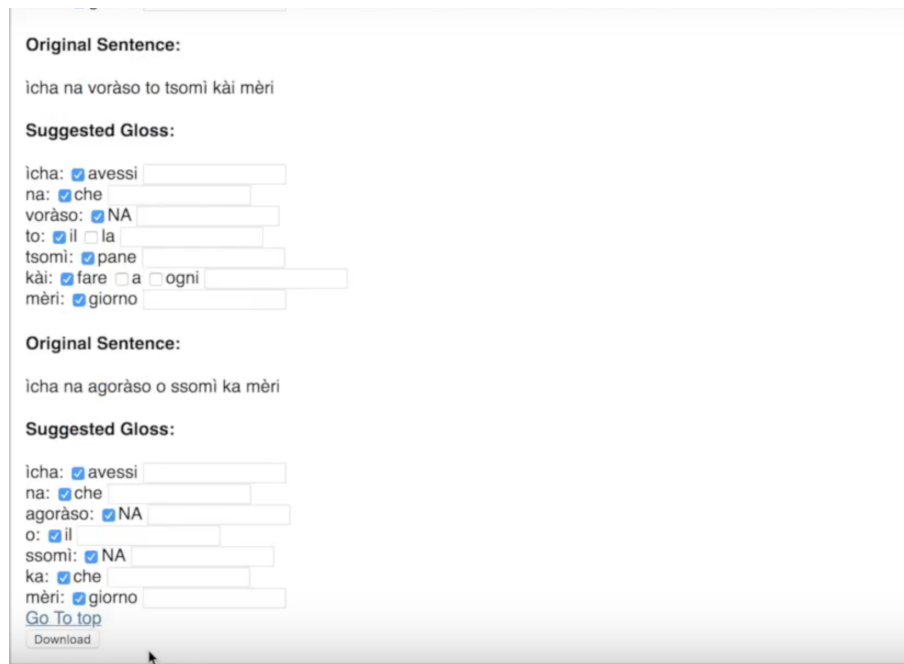 Original Sentence:
ìcha na voràso to tsomì kài mèri
Suggested Gloss:
ìcha: avessi
na: che
voràso: NA
to: il la
tsomì: pane
kài: fare a ogni
mèri: giorno
Original Sentence:
ìcha na agoràso o ssomì ka mèri
Suggested Gloss:
ìcha: avessi
na: che
agoràso: NA
o: il
ssomì: NA
ka: che
mèri: giorno
Go To top
Download